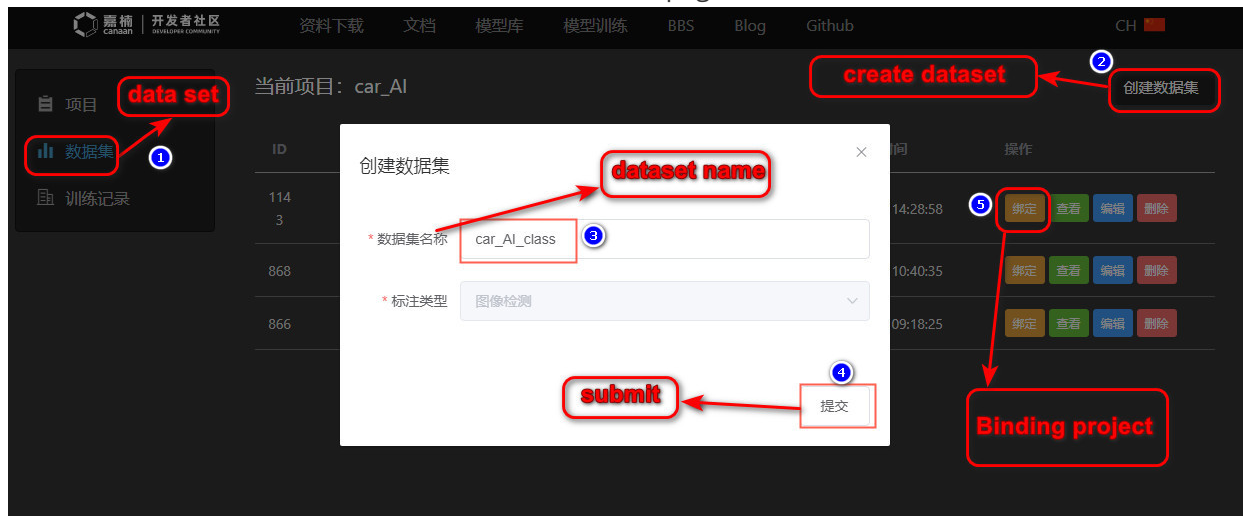 嘉楠 开发者社区
canaan DEVELOPER COMMUNITY
资料下载 文档 模型库 模型训练 BBS Blog Github CH
项目
data set
数据集
1
训练记录
当前项目：car_AI
create dataset
2
创建数据集
ID 间 操作
114
3
14:28:58 5 绑定 查看 编辑 删除
868 10:40:35 绑定 查看 编辑 删除
866 09:18:25 绑定 查看 编辑 删除
创建数据集 ×
dataset name
* 数据集名称 car_AI_class 3
* 标注类型 图像检测
4
submit
提交
Binding project